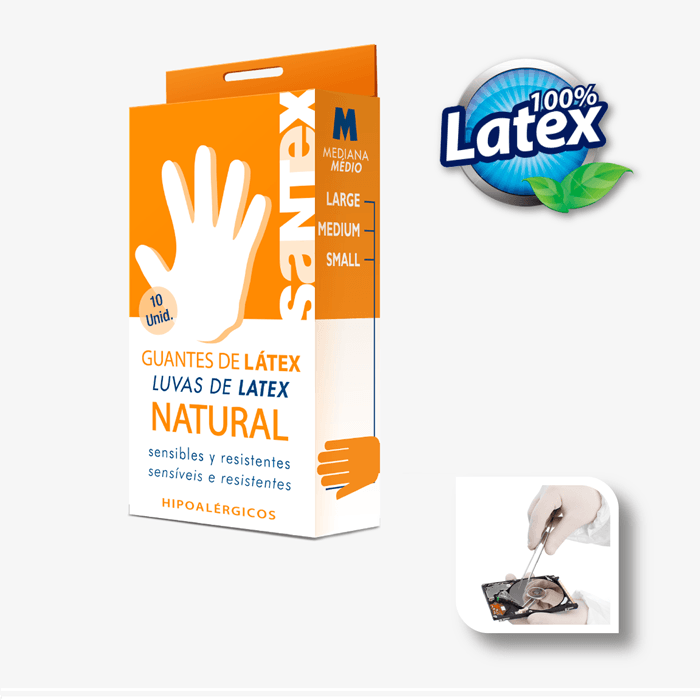 santex
M
MEDIANA
MÉDIO
LARGE
MEDIUM
SMALL
10
Unid.
GUANTES DE LÁTEX
LUVAS DE LATEX
NATURAL
sensibles y resistentes
sensíveis e resistentes
HIPOALÉRGICOS
100%
Latex